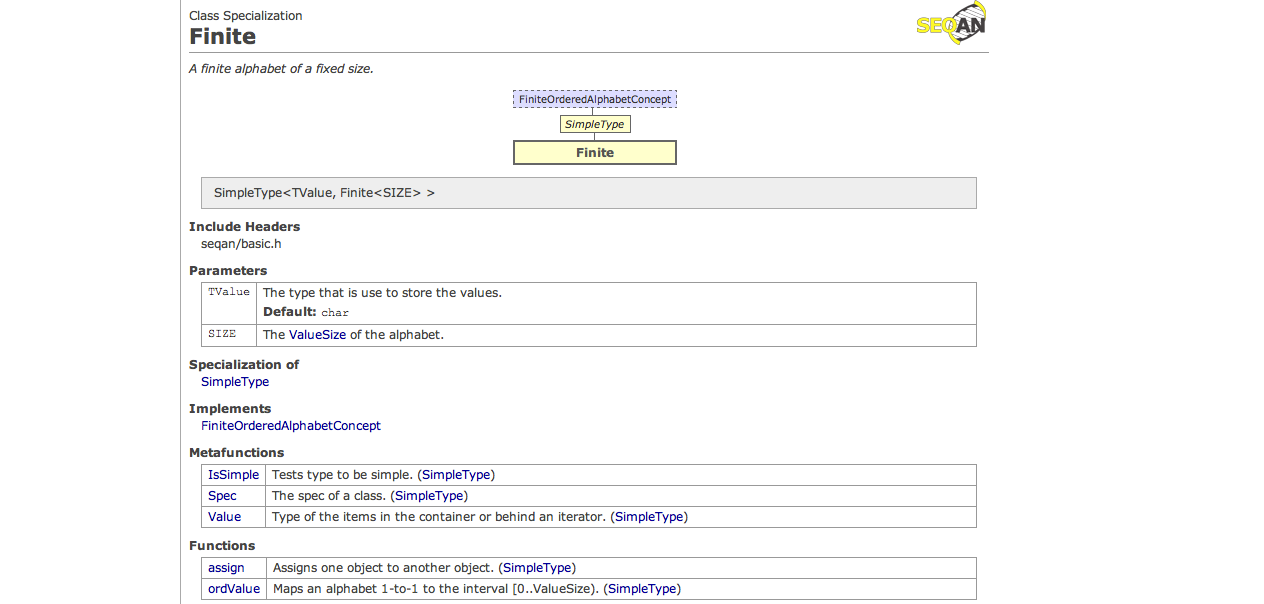 Class Specialization
Finite
SEQAN
A finite alphabet of a fixed size.
FiniteOrderedAlphabetConcept
SimpleType
Finite
SimpleType<TValue, Finite<SIZE> >
Include Headers
seqan/basic.h
Parameters
TValue The type that is use to store the values.
Default: char
SIZE The ValueSize of the alphabet.
Specialization of
SimpleType
Implements
FiniteOrderedAlphabetConcept
Metafunctions
IsSimple Tests type to be simple. (SimpleType)
Spec The spec of a class. (SimpleType)
Value Type of the items in the container or behind an iterator. (SimpleType)
Functions
assign Assigns one object to another object. (SimpleType)
ordValue Maps an alphabet 1-to-1 to the interval [0..ValueSize). (SimpleType)